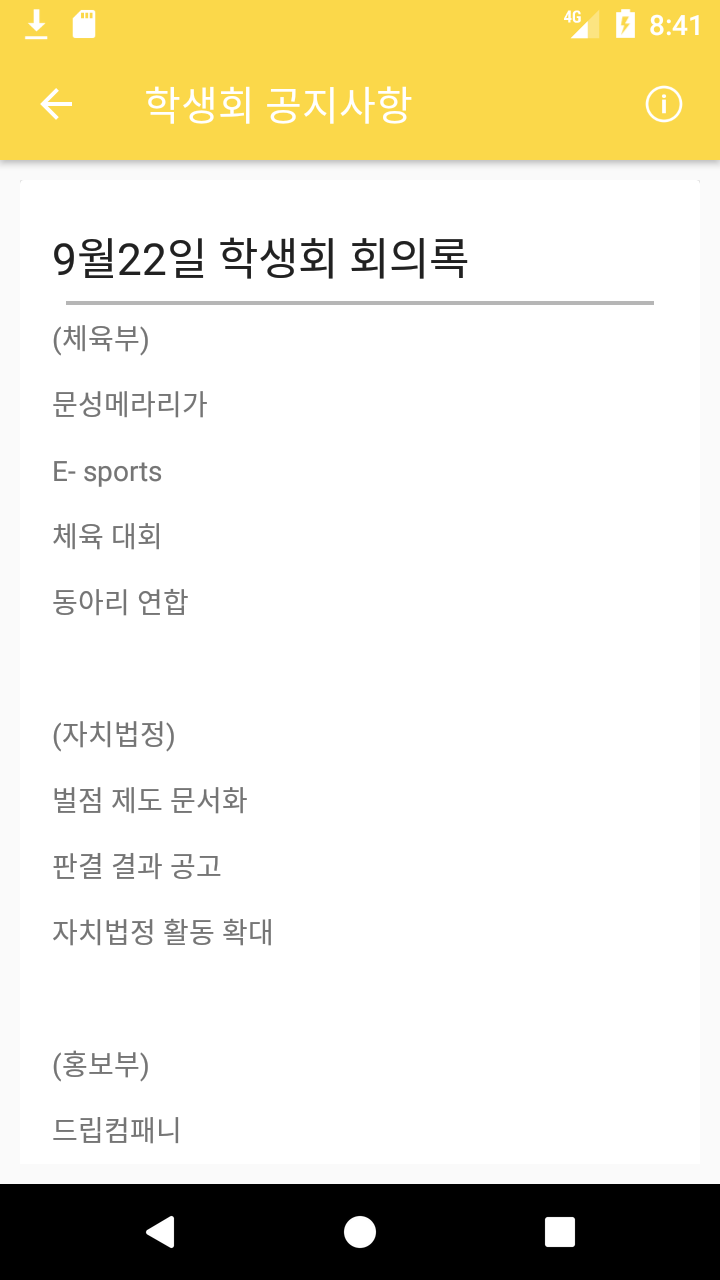 4G 8:41
학생회 공지사항
9월22일 학생회 회의록
(체육부)
문성메라리가
E- sports
체육 대회
동아리 연합
(자치법정)
벌점 제도 문서화
판결 결과 공고
자치법정 활동 확대
(홍보부)
드립컴패니